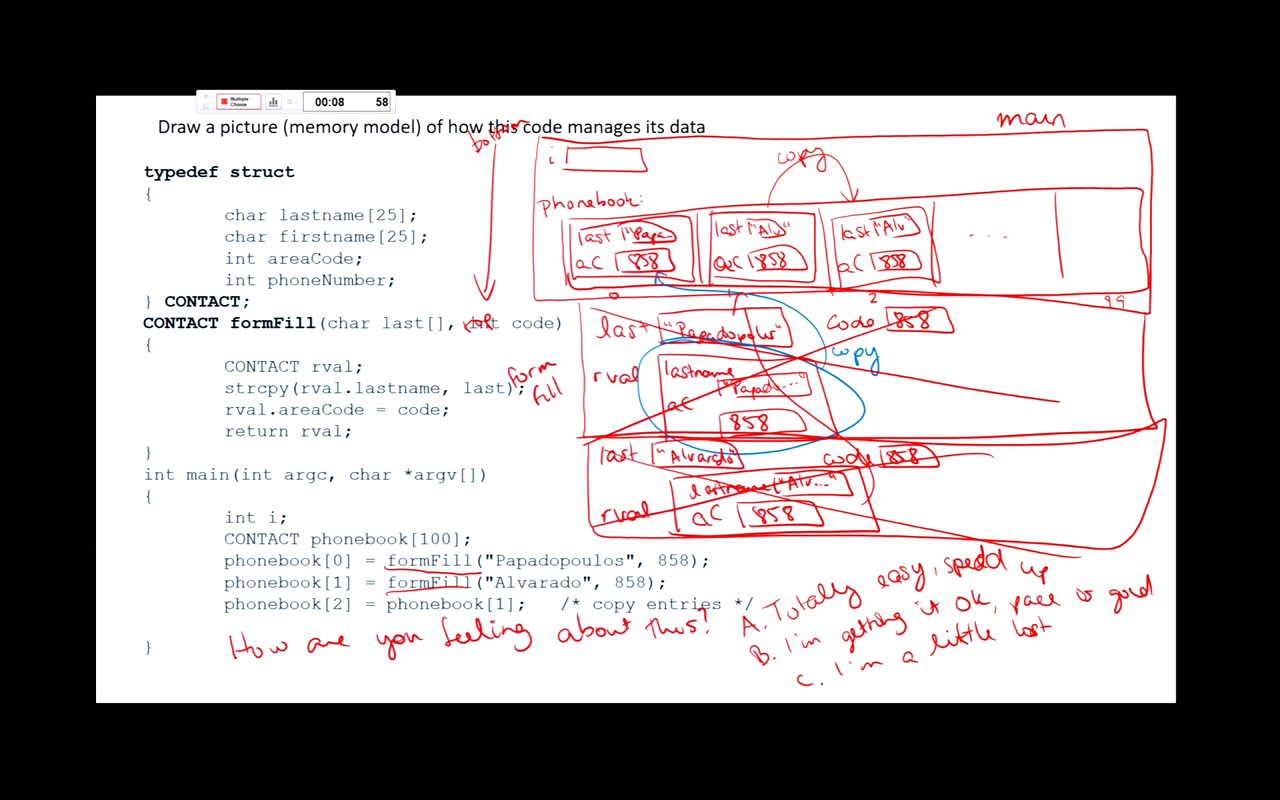 Multiple Choice
00:08 58
Draw a picture (memory model) of how this code manages its data
bottom
main
typedef struct
{
char lastname[25];
char firstname[25];
int areaCode;
int phoneNumber;
} CONTACT;
CONTACT formFill(char last[], int code)
top
{
CONTACT rval;
strcpy(rval.lastname, last);
rval.areaCode = code;
return rval;
}
form fill
int main(int argc, char *argv[])
{
int i;
CONTACT phonebook[100];
phonebook[0] = formFill("Papadopoulos", 858);
phonebook[1] = formFill("Alvarado", 858);
phonebook[2] = phonebook[1]; /* copy entries */
}
i
copy
phonebook:
last "Papa last "Alv" last "Alv"
aC 858 aC 858 aC 858
....
0 1 2 99
last "Papadopolus" code 858
copy
rval lastname "Papado..."
aC 858
last "Alvarado" code 858
rval lastname "Alv..."
aC 858
How are you feeling about this?
A. Totally easy, spedd up
B. I'm getting it OK, pace is good
C. I'm a little lost